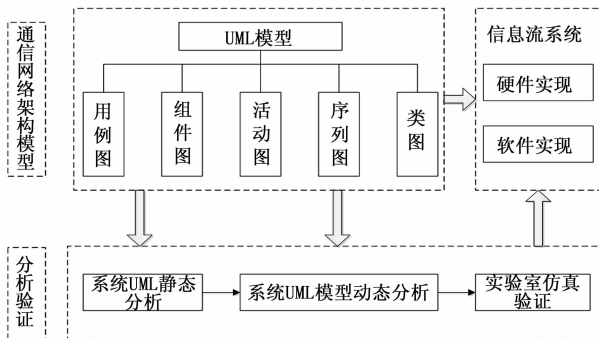 通信网络架构模型
UML模型
用例图
组件图
活动图
序列图
类图
信息流系统
硬件实现
软件实现
分析验证
系统UML静态
分析
系统UML模型动态分析
实验室仿真
验证